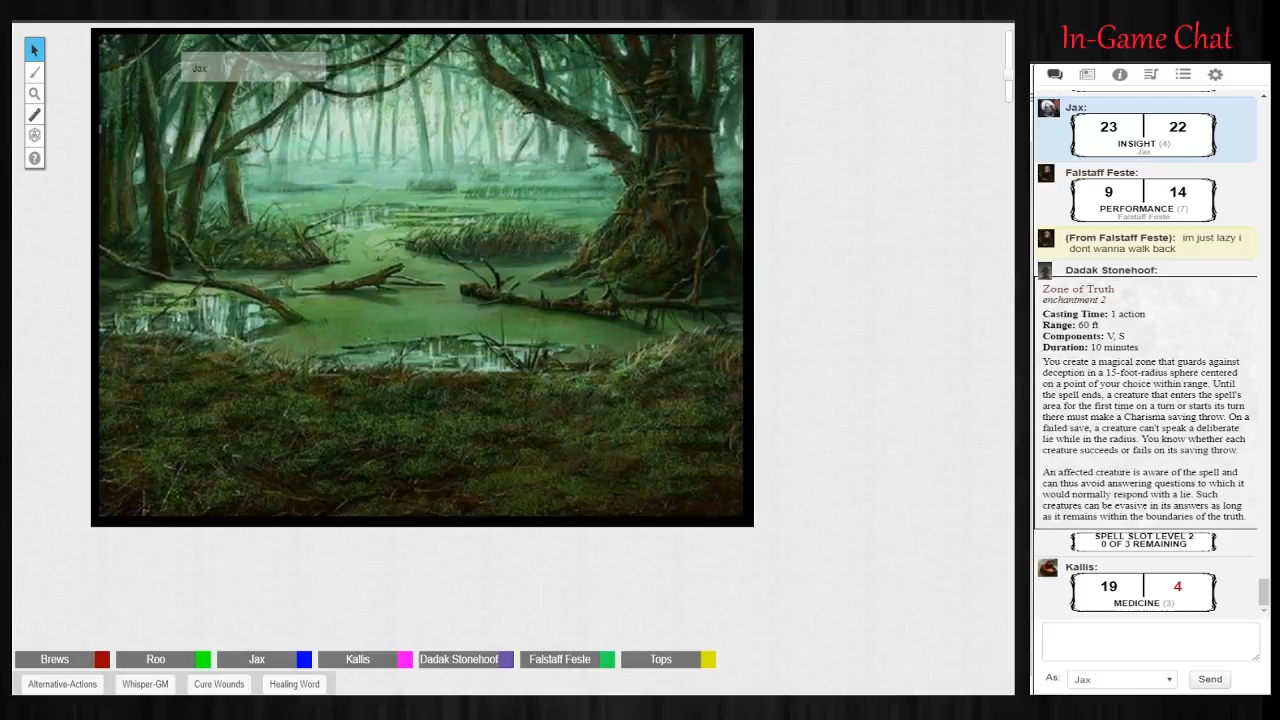 In-Game Chat
Jax
Jax:
23 22
INSIGHT (4)
Jax
Falstaff Feste:
9 14
PERFORMANCE (7)
Falstaff Feste
(From Falstaff Feste): im just lazy i
dont wanna walk back
Dadak Stonehoof:
Zone of Truth
enchantment 2
Casting Time: 1 action
Range: 60 ft
Components: V, S
Duration: 10 minutes
You create a magical zone that guards against
deception in a 15-foot-radius sphere centered
on a point of your choice within range. Until
the spell ends, a creature that enters the spell's
area for the first time on a turn or starts its turn
there must make a Charisma saving throw. On a
failed save, a creature can't speak a deliberate
lie while in the radius. You know whether each
creature succeeds or fails on its saving throw.
An affected creature is aware of the spell and
can thus avoid answering questions to which it
would normally respond with a lie. Such
creatures can be evasive in its answers as long
as it remains within the boundaries of the truth.
SPELL SLOT LEVEL 2
0 OF 3 REMAINING
Kallis:
19 4
MEDICINE (3)
As: Jax Send
Brews Roo Jax Kallis Dadak Stonehoof Falstaff Feste Tops
Alternative-Actions Whisper-GM Cure Wounds Healing Word